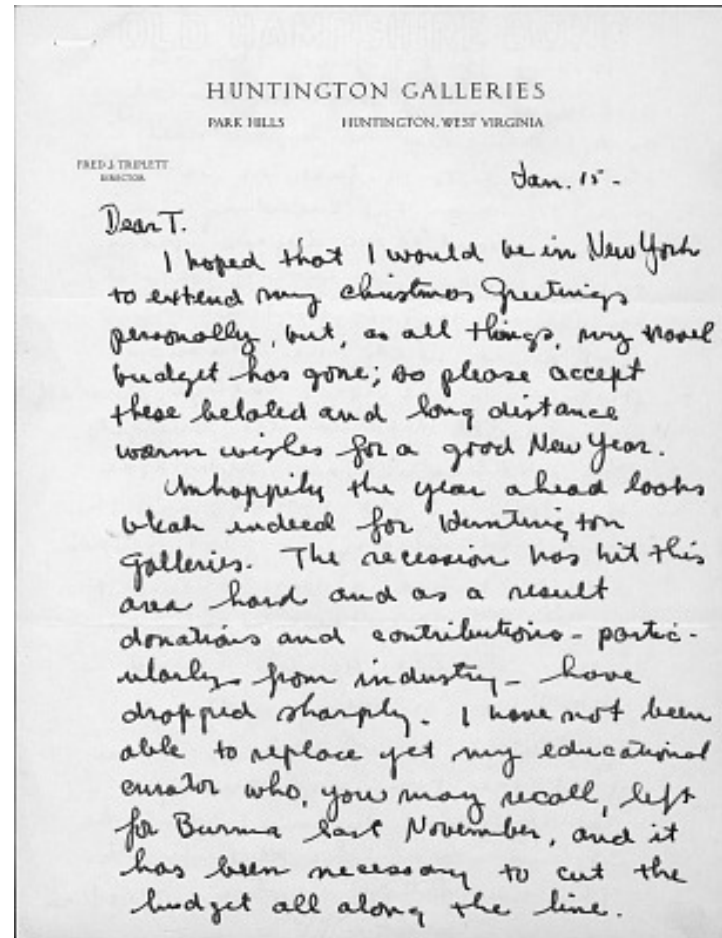 HUNTINGTON GALLERIES
PARK HILLS HUNTINGTON, WEST VIRGINIA
FRED J. TRIPLETT
DIRECTOR
Jan. 15 -
Dear T.
I hoped that I would be in New York
to extend my christmas greetings
personally, but, as all things, my travel
budget has gone; so please accept
these belated and long distance
warm wishes for a good New Year.
Unhappily the year ahead looks
bleak indeed for Huntington
Galleries. The recession has hit this
area hard and as a result
donations and contributions - partic-
ularly from industry - have
dropped sharply. I have not been
able to replace yet my educational
curator who, you may recall, left
for Burma last November, and it
has been necessary to cut the
budget all along the line.